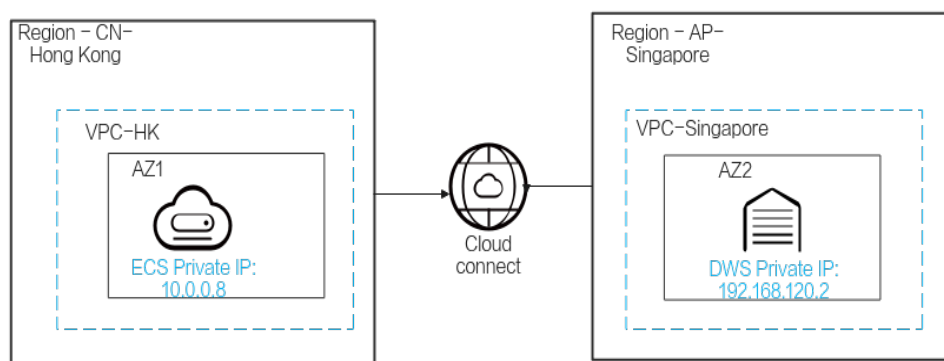 Region - CN-
Hong Kong
VPC-HK
AZ1
ECS Private IP:
10.0.0.8
Cloud
connect
Region - AP-
Singapore
VPC-Singapore
AZ2
DWS Private IP:
192.168.120.2